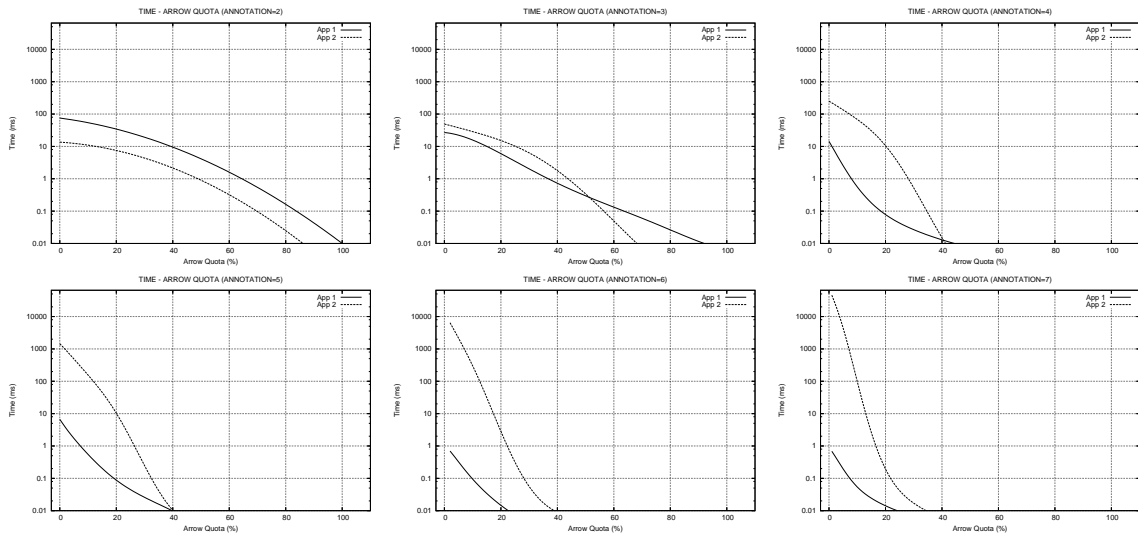 TIME - ARROW QUOTA (ANNOTATION=2)
App 1
App 2
10000
1000
100
10
1
0.1
0.01
Time (ms)
0 20 40 60 80 100
Arrow Quota (%)
TIME - ARROW QUOTA (ANNOTATION=3)
App 1
App 2
10000
1000
100
10
1
0.1
0.01
Time (ms)
0 20 40 60 80 100
Arrow Quota (%)
TIME - ARROW QUOTA (ANNOTATION=4)
App 1
App 2
10000
1000
100
10
1
0.1
0.01
Time (ms)
0 20 40 60 80 100
Arrow Quota (%)
TIME - ARROW QUOTA (ANNOTATION=5)
App 1
App 2
10000
1000
100
10
1
0.1
0.01
Time (ms)
0 20 40 60 80 100
Arrow Quota (%)
TIME - ARROW QUOTA (ANNOTATION=6)
App 1
App 2
10000
1000
100
10
1
0.1
0.01
Time (ms)
0 20 40 60 80 100
Arrow Quota (%)
TIME - ARROW QUOTA (ANNOTATION=7)
App 1
App 2
10000
1000
100
10
1
0.1
0.01
Time (ms)
0 20 40 60 80 100
Arrow Quota (%)